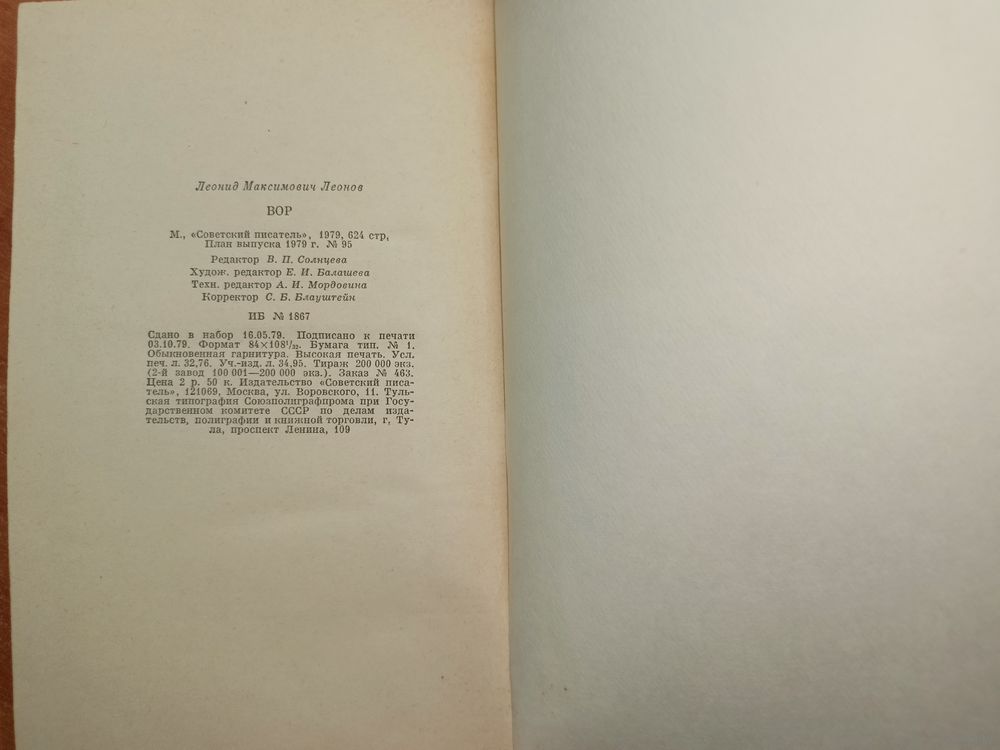 Леонид Максимович Леонов
ВОР
М., «Советский писатель», 1979, 624 стр,
План выпуска 1979 г. № 95
Редактор В. П. Солнцева
Худож. редактор Е. И. Балашева
Техн. редактор А. И. Мордовина
Корректор С. Б. Блауштейн
ИБ № 1867
Сдано в набор 16.05.79. Подписано к печати
03.10.79. Формат 84×108¹/₃₂. Бумага тип. № 1.
Обыкновенная гарнитура. Высокая печать. Усл.
печ. л. 32,76. Уч.-изд. л. 34,95. Тираж 200 000 экз.
(2-й завод 100 001—200 000 экз.). Заказ № 463.
Цена 2 р. 50 к. Издательство «Советский писа-
тель», 121069, Москва, ул. Воровского, 11. Туль-
ская типография Союзполиграфпрома при Госу-
дарственном комитете СССР по делам изда-
тельств, полиграфии и книжной торговли, г, Ту-
ла, проспект Ленина, 109